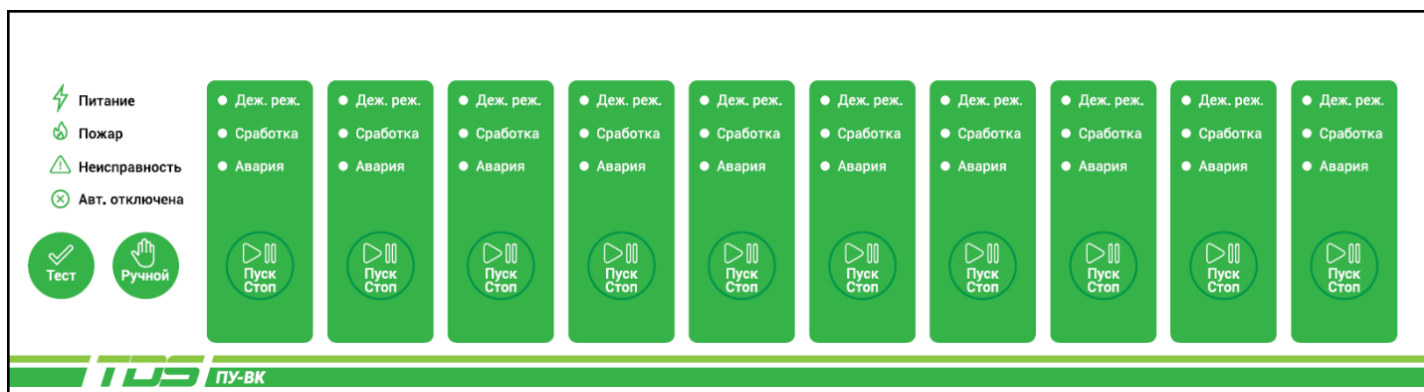 Питание
Пожар
Неисправность
Авт. отключена
Тест
Ручной
Деж. реж. Деж. реж. Деж. реж. Деж. реж. Деж. реж. Деж. реж. Деж. реж. Деж. реж. Деж. реж. Деж. реж.
Сработка Сработка Сработка Сработка Сработка Сработка Сработка Сработка Сработка Сработка
Авария Авария Авария Авария Авария Авария Авария Авария Авария Авария
Пуск Пуск Пуск Пуск Пуск Пуск Пуск Пуск Пуск Пуск
Стоп Стоп Стоп Стоп Стоп Стоп Стоп Стоп Стоп Стоп
TDS ПУ-ВК